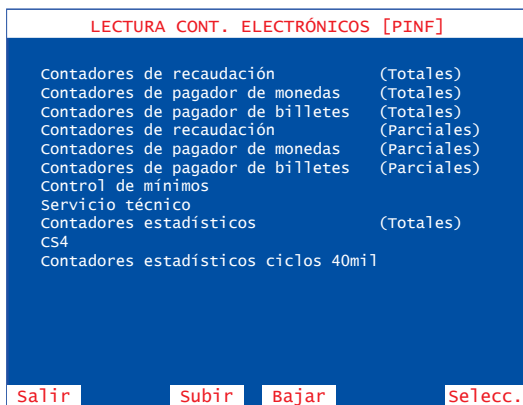 LECTURA CONT. ELECTRÓNICOS [PINF]
Contadores de recaudación (Totales)
Contadores de pagador de monedas (Totales)
Contadores de pagador de billetes (Totales)
Contadores de recaudación (Parciales)
Contadores de pagador de monedas (Parciales)
Contadores de pagador de billetes (Parciales)
Control de mínimos
Servicio técnico
Contadores estadísticos (Totales)
CS4
Contadores estadísticos ciclos 40mil
Salir Subir Bajar Selecc.